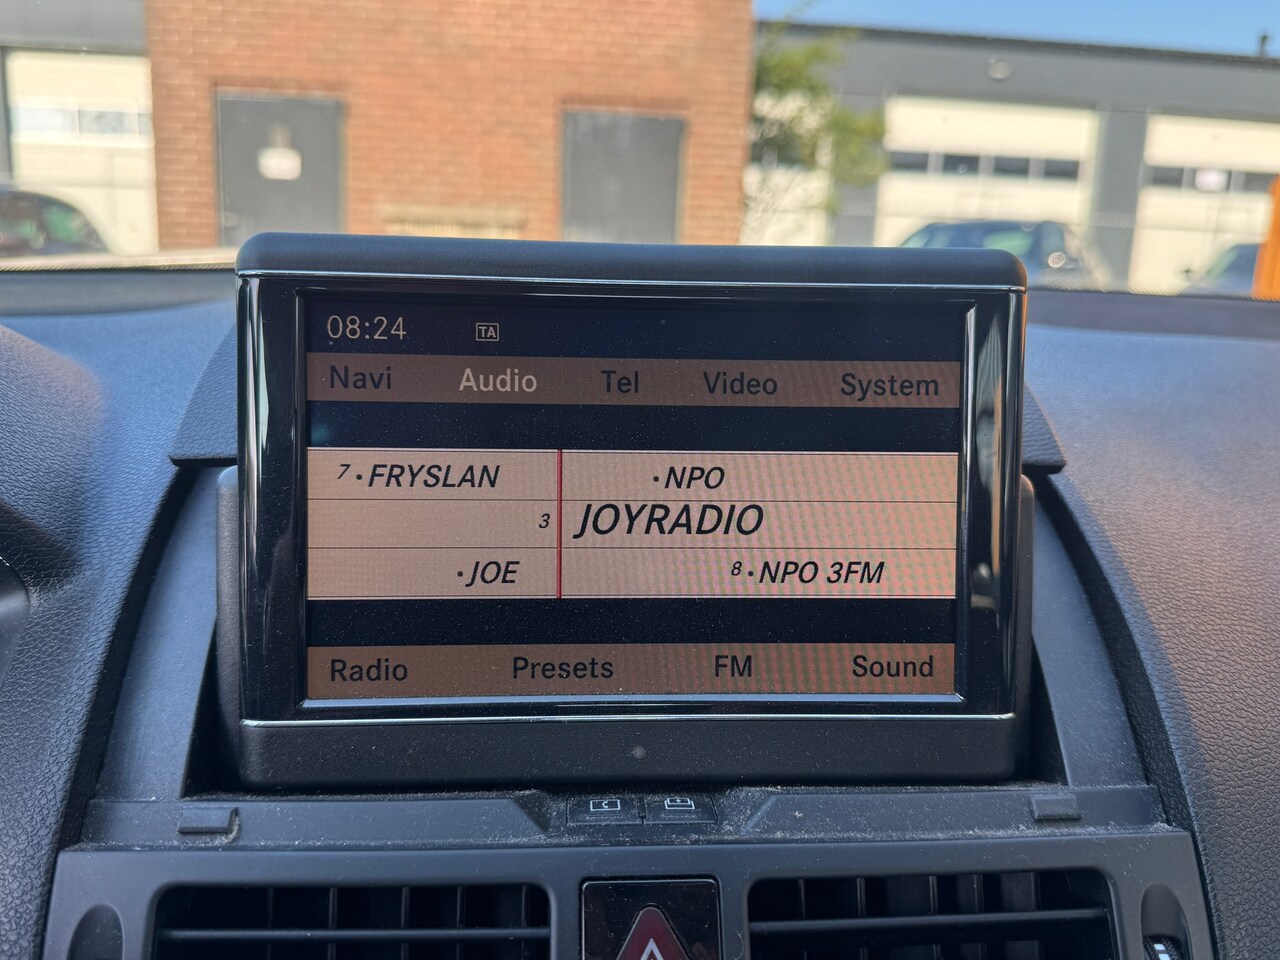 08:24 TA
Navi Audio Tel Video System
7 · FRYSLAN · NPO
3 JOYRADIO
· JOE 8 · NPO 3FM
Radio Presets FM Sound